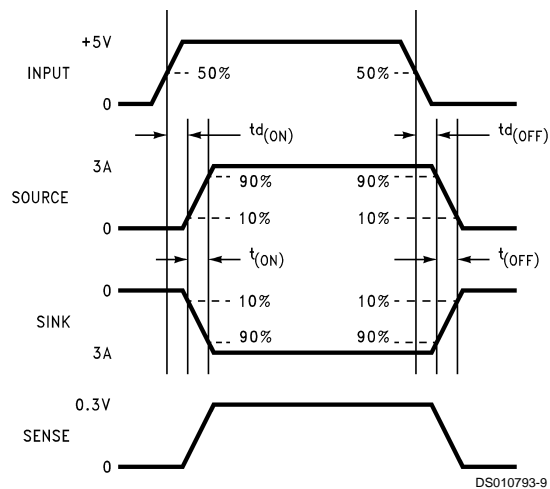 +5V
INPUT
50%
50%
0
td(ON)
td(OFF)
3A
90%
90%
SOURCE
10%
10%
0
t(ON)
t(OFF)
0
10%
10%
SINK
90%
90%
3A
0.3V
SENSE
0
DS010793-9